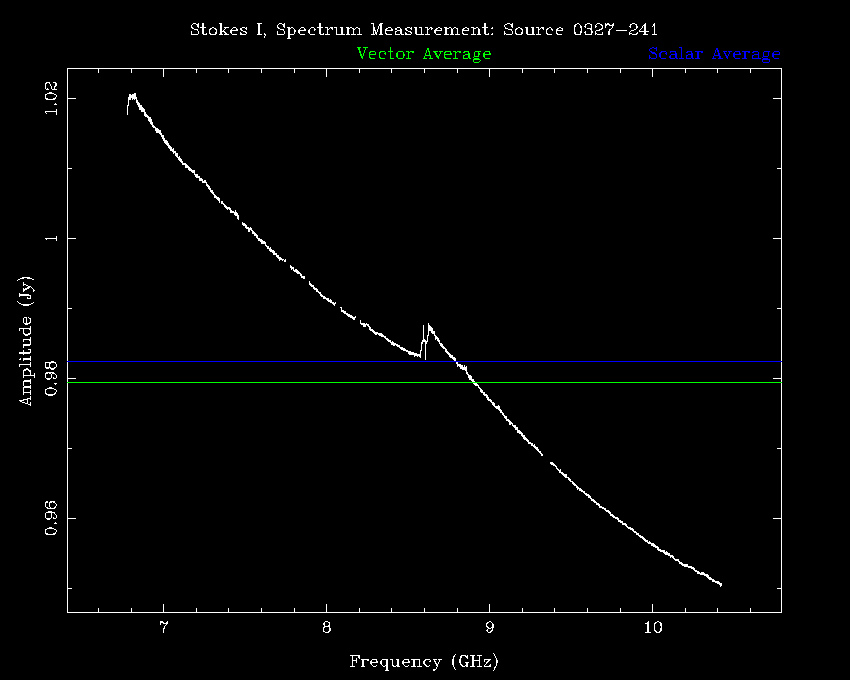 Stokes I, Spectrum Measurement: Source 0327−241
Vector Average Scalar Average
1.02
1
0.98
0.96
Amplitude (Jy)
7 8 9 10
Frequency (GHz)